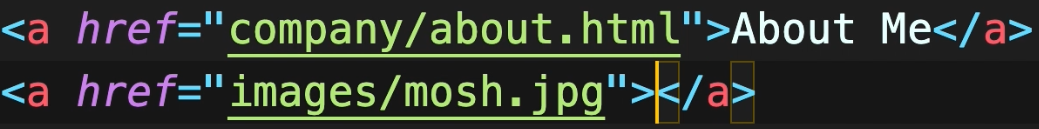 <a href="company/about.html">About Me</a>
<a href="images/mosh.jpg"></a>